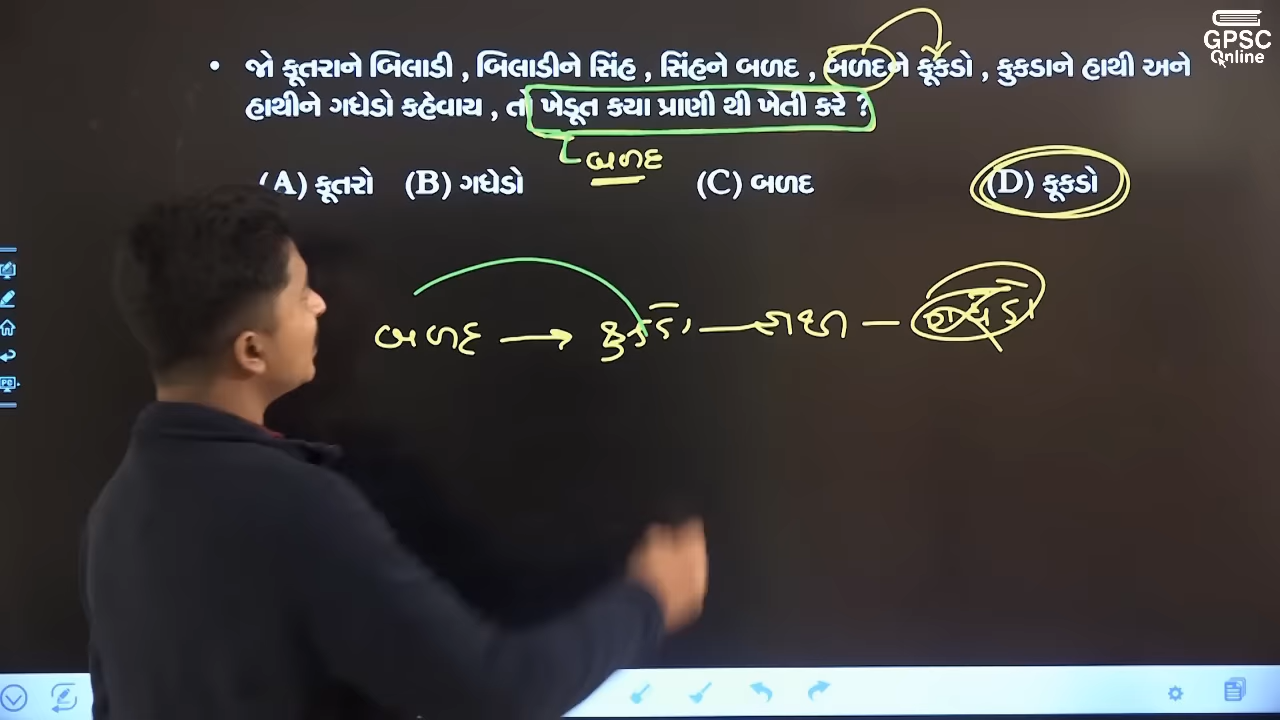 GPSC
Online
• જો કૂતરાને બિલાડી , બિલાડીને સિંહ , સિંહને બળદ , બળદને કૂકડો , કુકડાને હાથી અને
હાથીને ગધેડો કહેવાય , તો ખેડૂત કયા પ્રાણી થી ખેતી કરે ?
બળદ
(A) કૂતરો (B) ગધેડો (C) બળદ (D) કૂકડો
બળદ → કુકડો — હાથી — ગધેડો